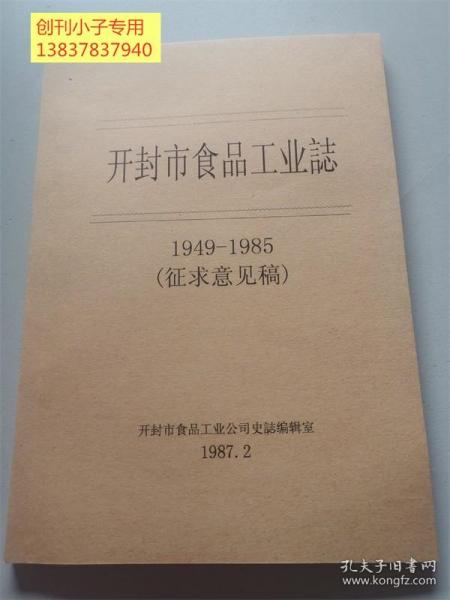 创刊小子专用
13837837940
开封市食品工业誌
1949-1985
(征求意见稿)
开封市食品工业公司史誌编辑室
1987.2
孔夫子旧书网
www.kongfz.com